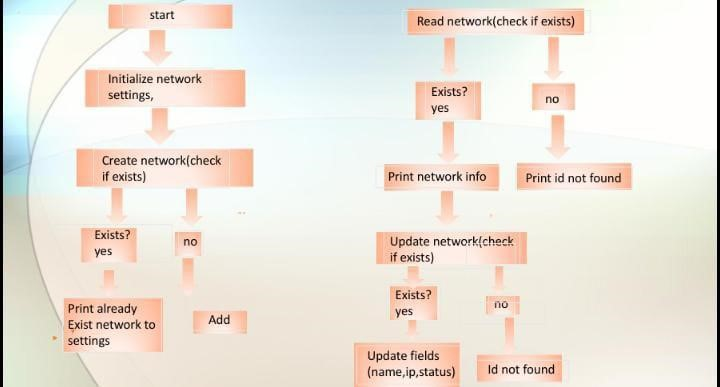 start
Initialize network
settings,
Create network(check
if exists)
Exists?
yes
no
Print already
Exist network to
settings
Add
Read network(check if exists)
Exists?
yes
no
Print network info
Print id not found
Update network(check
if exists)
Exists?
yes
no
Update fields
(name,ip,status)
Id not found